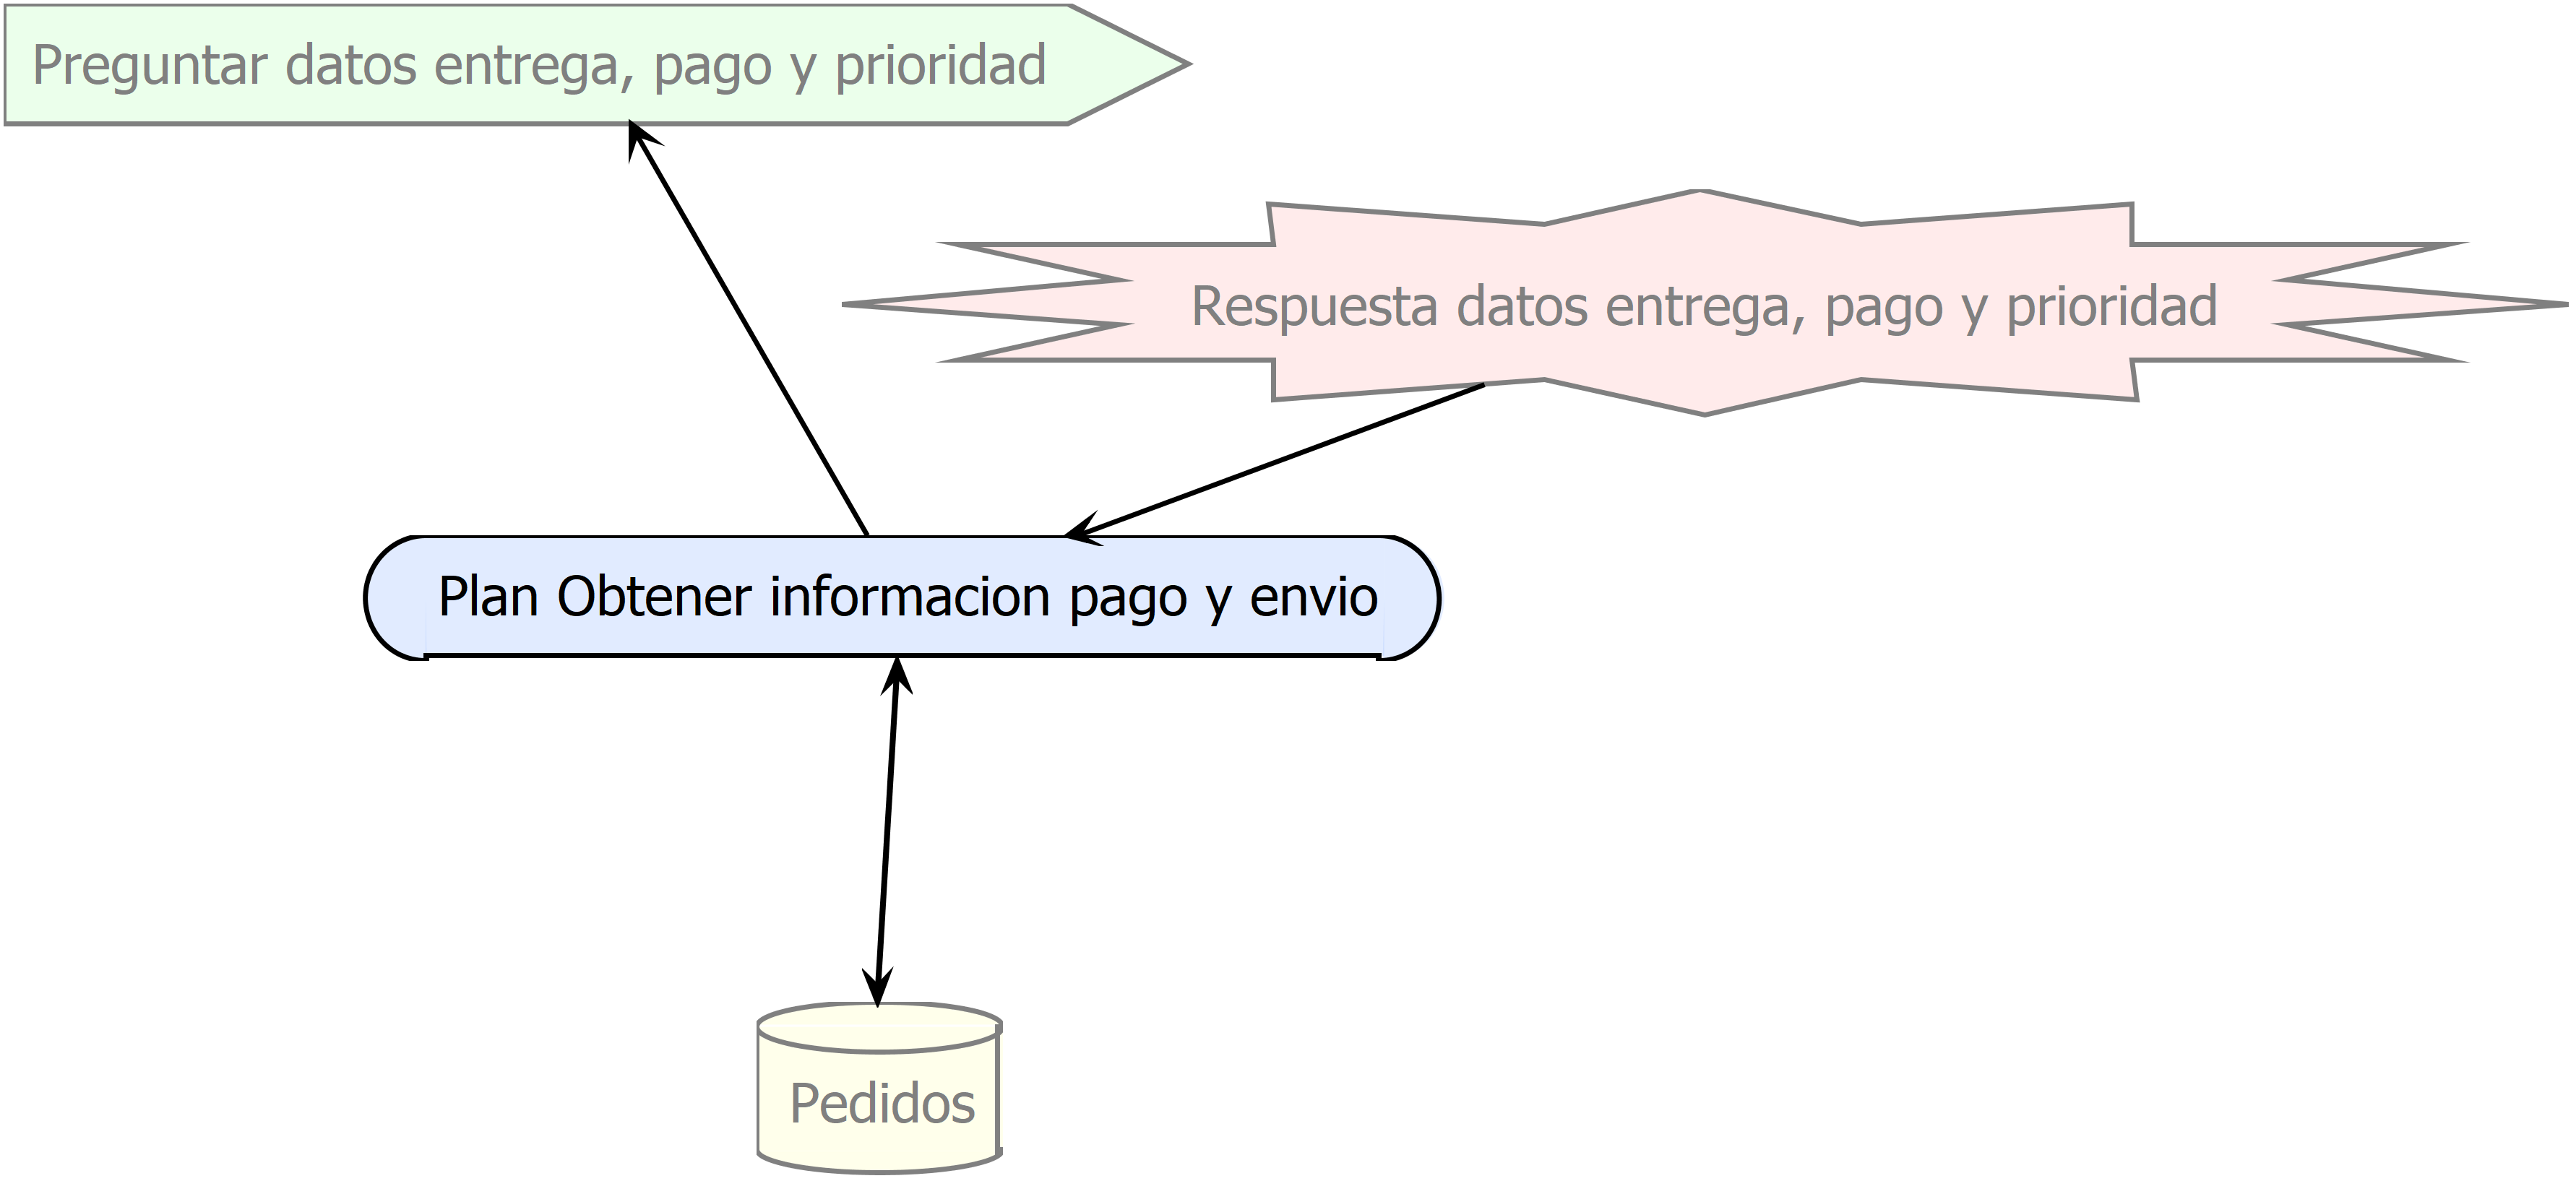 Preguntar datos entrega, pago y prioridad
Respuesta datos entrega, pago y prioridad
Plan Obtener informacion pago y envio
Pedidos